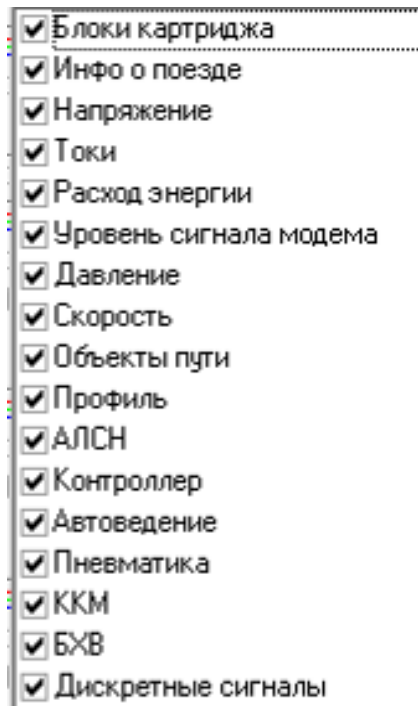 Блоки картриджа
Инфо о поезде
Напряжение
Токи
Расход энергии
Уровень сигнала модема
Давление
Скорость
Объекты пути
Профиль
АЛСН
Контроллер
Автоведение
Пневматика
ККМ
БХВ
Дискретные сигналы